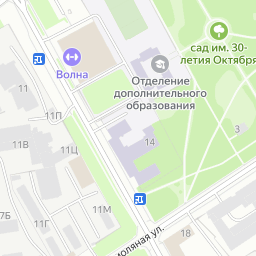 сад им. 30-
летия Октября
Волна
Отделение
дополнительного
образования
11
11П
3
14
11В
11Ц
11М
7Б
11Г
моляная ул.
18